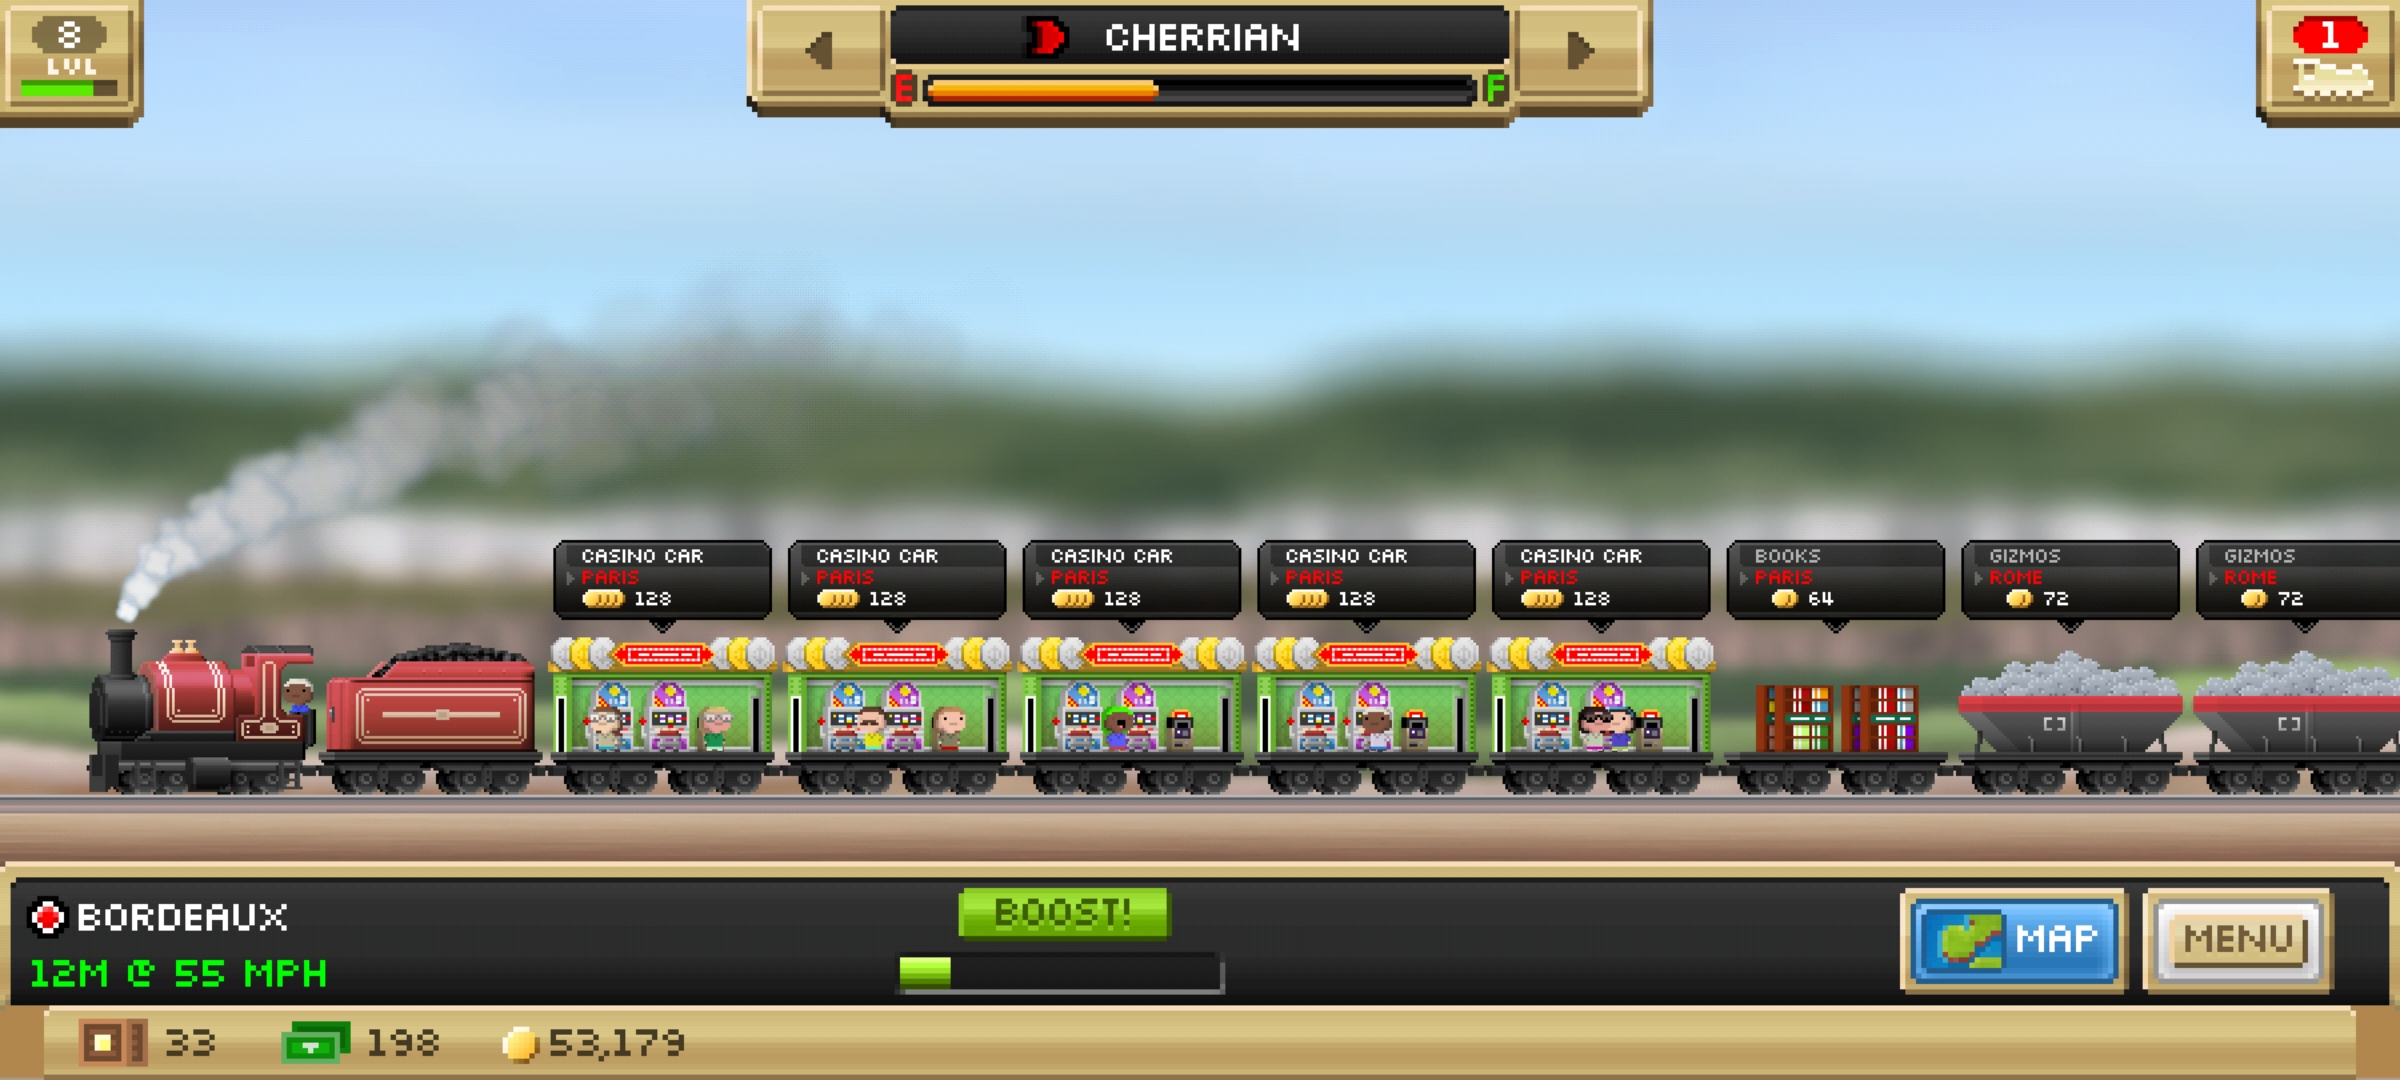 8
LVL
CHERRIAN
E F
1
CASINO CAR
PARIS
128
CASINO CAR
PARIS
128
CASINO CAR
PARIS
128
CASINO CAR
PARIS
128
CASINO CAR
PARIS
128
BOOKS
PARIS
64
GIZMOS
ROME
72
GIZMOS
ROME
72
BORDEAUX
12M @ 55 MPH
BOOST!
MAP
MENU
33
198
53,179